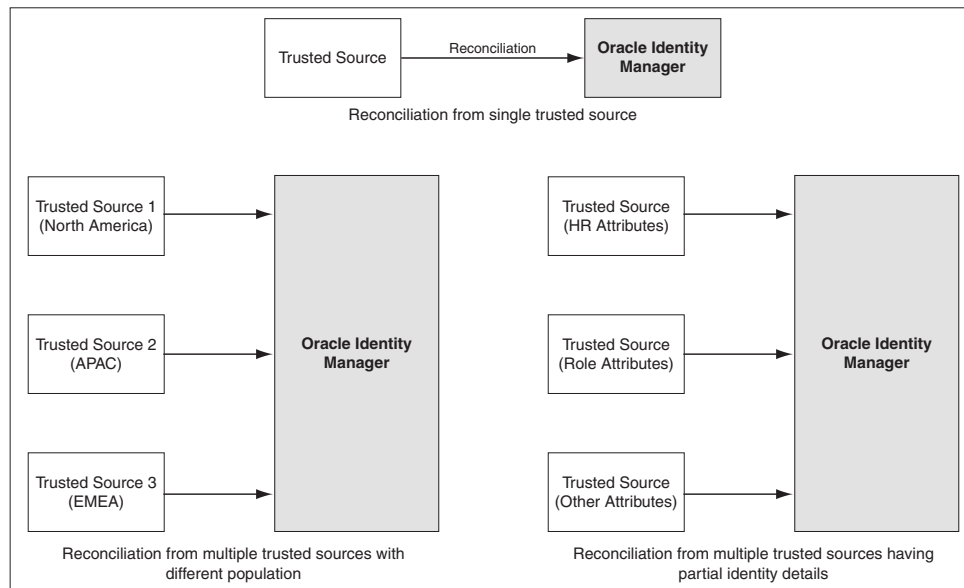 Trusted Source
Reconciliation
Oracle Identity
Manager
Reconciliation from single trusted source
Trusted Source 1
(North America)
Trusted Source 2
(APAC)
Trusted Source 3
(EMEA)
Oracle Identity
Manager
Reconciliation from multiple trusted sources with
different population
Trusted Source
(HR Attributes)
Trusted Source
(Role Attributes)
Trusted Source
(Other Attributes)
Oracle Identity
Manager
Reconciliation from multiple trusted sources having
partial identity details